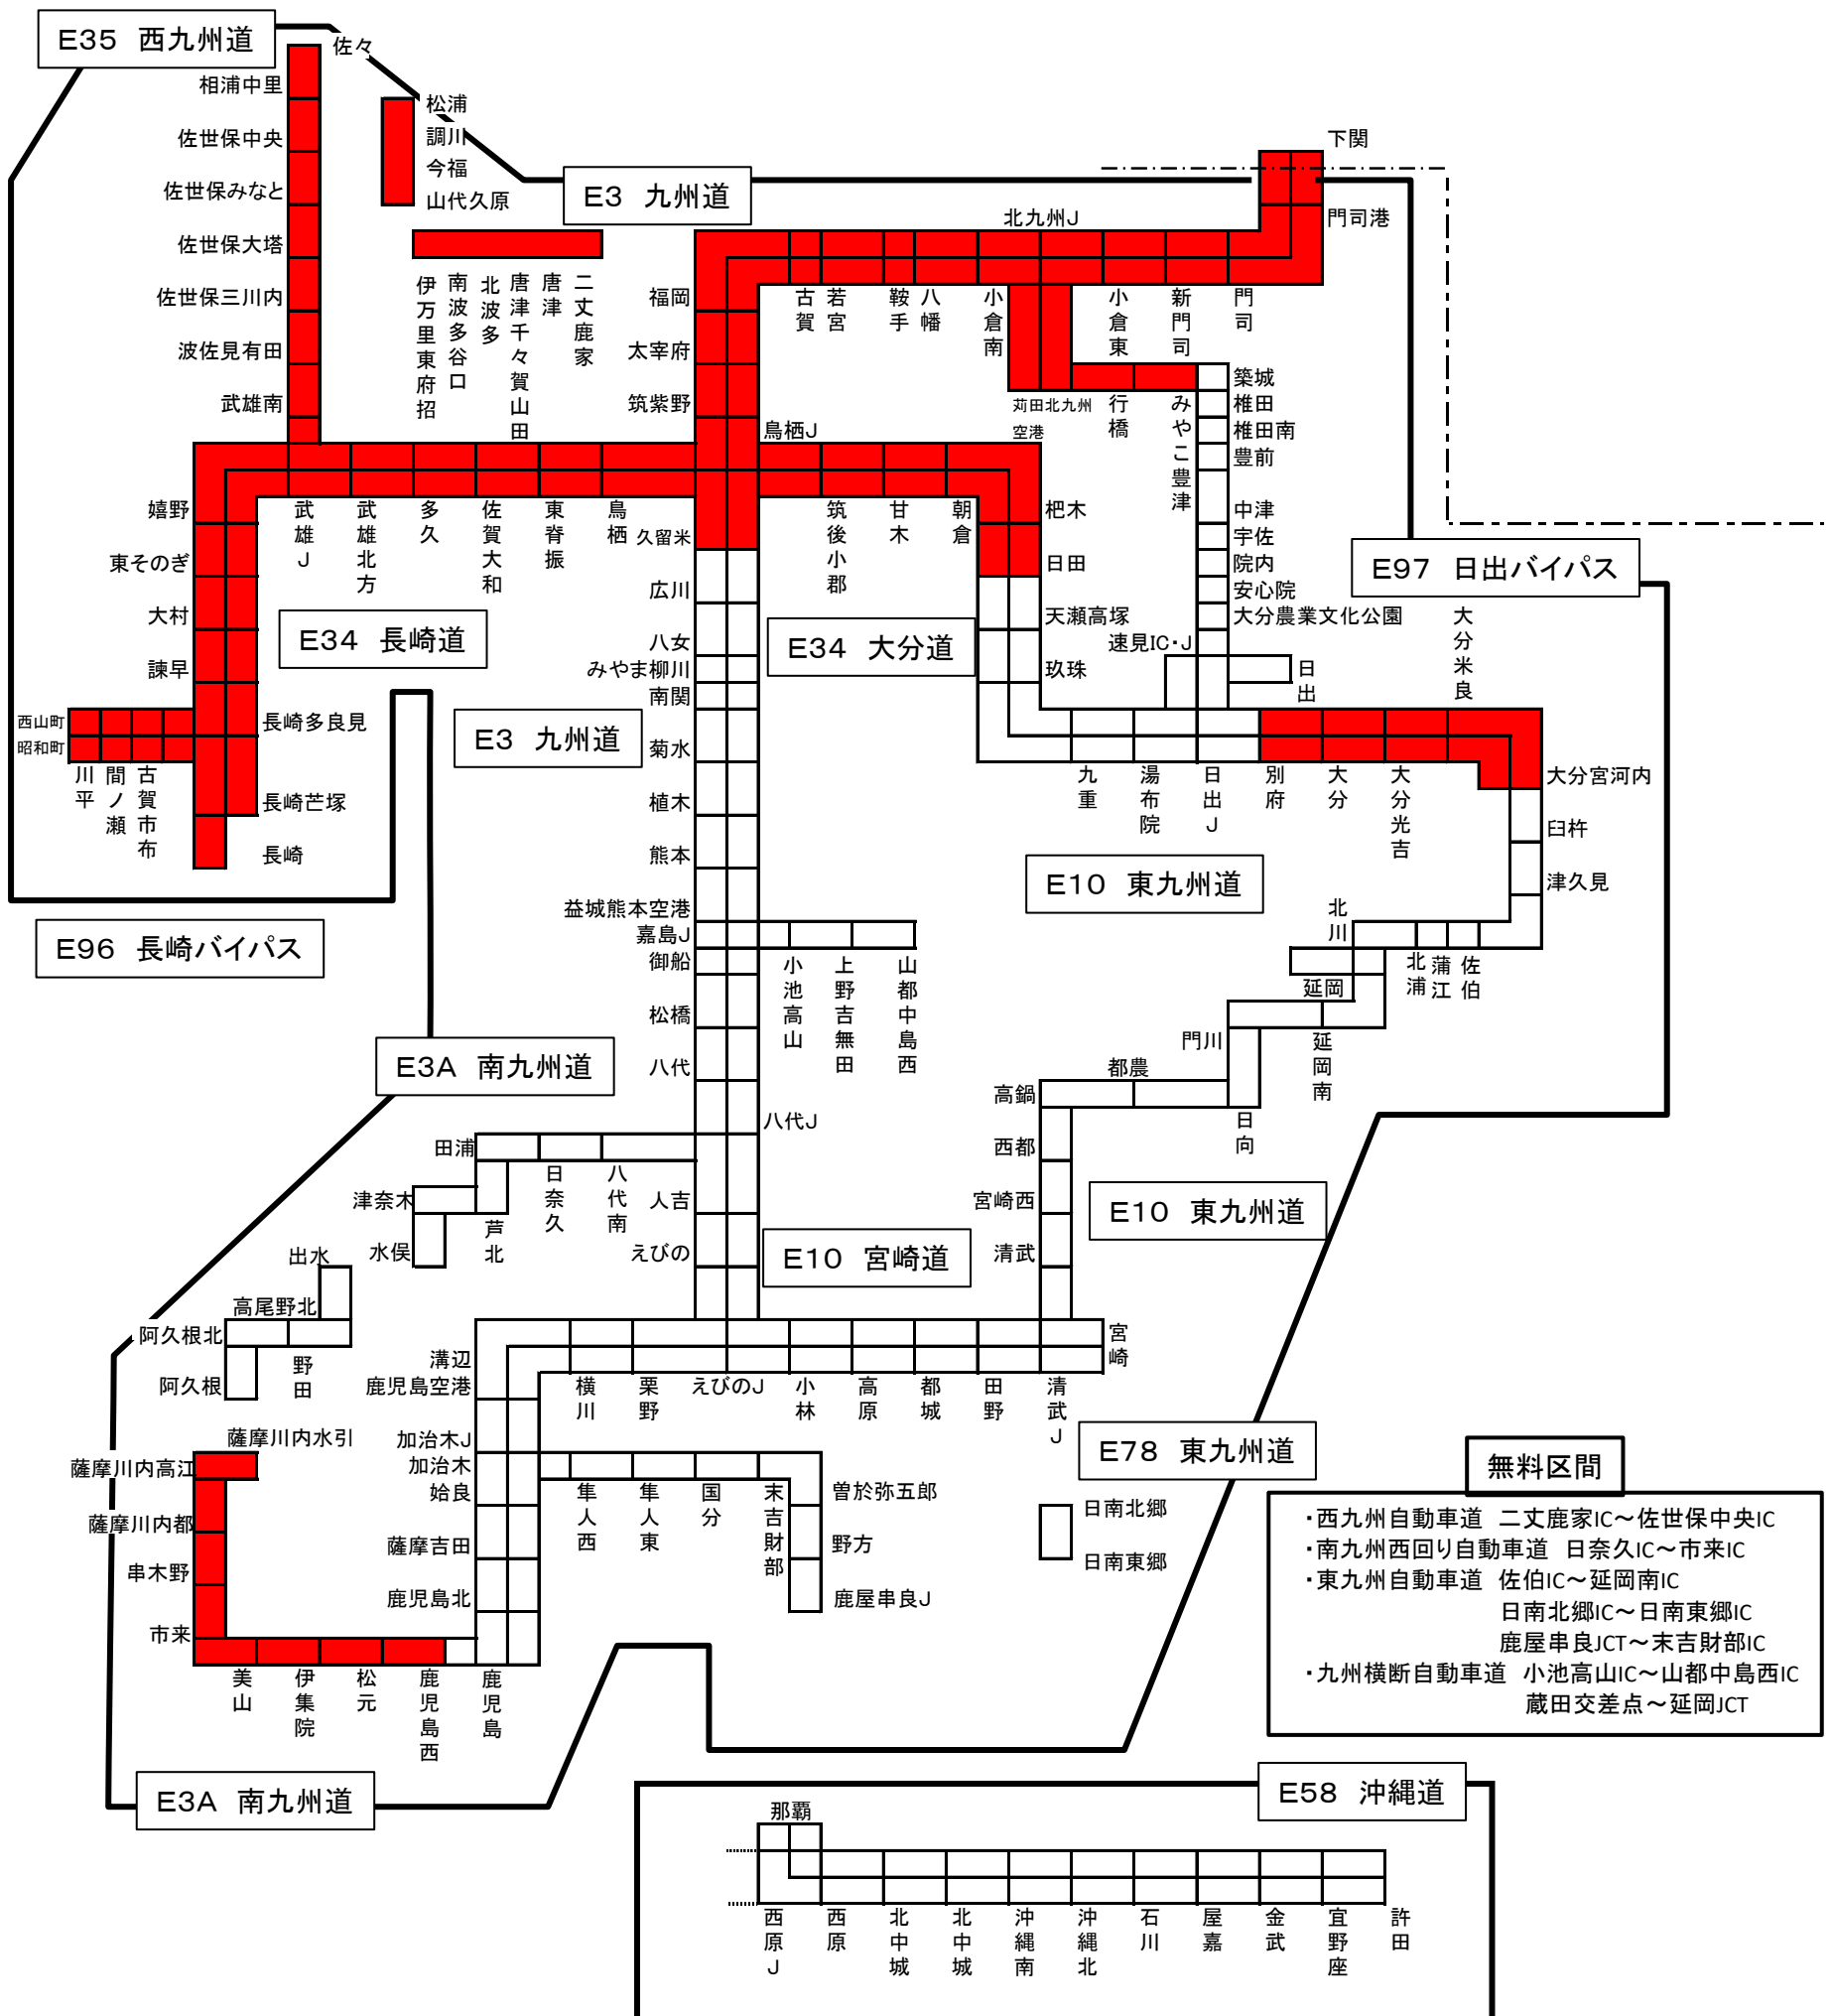 E35 西九州道
佐々
相浦中里
佐世保中央
佐世保みなと
佐世保大塔
佐世保三川内
波佐見有田
武雄南
松浦
調川
今福
山代久原
伊万里東府招
南波多谷口
北波多
唐津千々賀山田
唐津
二丈鹿家
E3 九州道
下関
門司港
北九州J
福岡
太宰府
筑紫野
鳥栖J
古賀
若宮
鞍手
八幡
小倉南
小倉東
新門司
門司
苅田北九州
空港
行橋
みやこ豊津
築城
椎田
椎田南
豊前
中津
宇佐
院内
安心院
大分農業文化公園
速見IC・J
日出
E97 日出バイパス
大分米良
嬉野
東そのぎ
大村
諫早
武雄J
武雄北方
多久
佐賀大和
東脊振
鳥栖
久留米
筑後小郡
甘木
朝倉
杷木
日田
天瀬高塚
玖珠
E34 長崎道
E34 大分道
広川
八女
みやま柳川
南関
菊水
植木
熊本
益城熊本空港
嘉島J
御船
松橋
八代
八代J
人吉
えびの
E3 九州道
西山町
昭和町
川平
間ノ瀬
古賀市布
長崎多良見
長崎芒塚
長崎
E96 長崎バイパス
九重
湯布院
日出J
別府
大分
大分光吉
大分宮河内
臼杵
津久見
E10 東九州道
小池高山
上野吉無田
山都中島西
北川
北浦
蒲江
佐伯
延岡
延岡南
門川
日向
都農
高鍋
西都
宮崎西
清武
E10 東九州道
E3A 南九州道
田浦
日奈久
八代南
津奈木
芦北
水俣
出水
高尾野北
阿久根北
阿久根
野田
E10 宮崎道
宮崎
溝辺
鹿児島空港
横川
栗野
えびのJ
小林
高原
都城
田野
清武J
加治木J
加治木
姶良
薩摩吉田
鹿児島北
隼人西
隼人東
国分
末吉財部
曽於弥五郎
野方
鹿屋串良J
E78 東九州道
日南北郷
日南東郷
薩摩川内水引
薩摩川内高江
薩摩川内都
串木野
市来
美山
伊集院
松元
鹿児島西
鹿児島
E3A 南九州道
無料区間
・西九州自動車道 二丈鹿家IC～佐世保中央IC
・南九州西回り自動車道 日奈久IC～市来IC
・東九州自動車道 佐伯IC～延岡南IC
日南北郷IC～日南東郷IC
鹿屋串良JCT～末吉財部IC
・九州横断自動車道 小池高山IC～山都中島西IC
蔵田交差点～延岡JCT
E58 沖縄道
那覇
西原J
西原
北中城
北中城
沖縄南
沖縄北
石川
屋嘉
金武
宜野座
許田